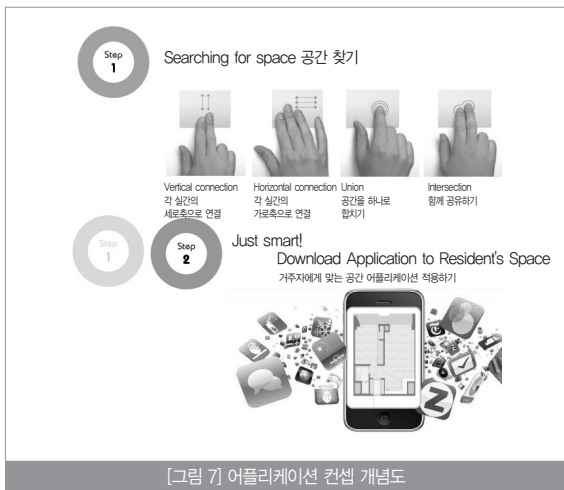 Step
1
Searching for space 공간 찾기
Vertical connection
각 실간의
세로축으로 연결
Horizontal connection
각 실간의
가로축으로 연결
Union
공간을 하나로
합치기
Intersection
함께 공유하기
Step
1
Step
2
Just smart!
Download Application to Resident's Space
거주자에게 맞는 공간 어플리케이션 적용하기
Z
[그림 7] 어플리케이션 컨셉 개념도